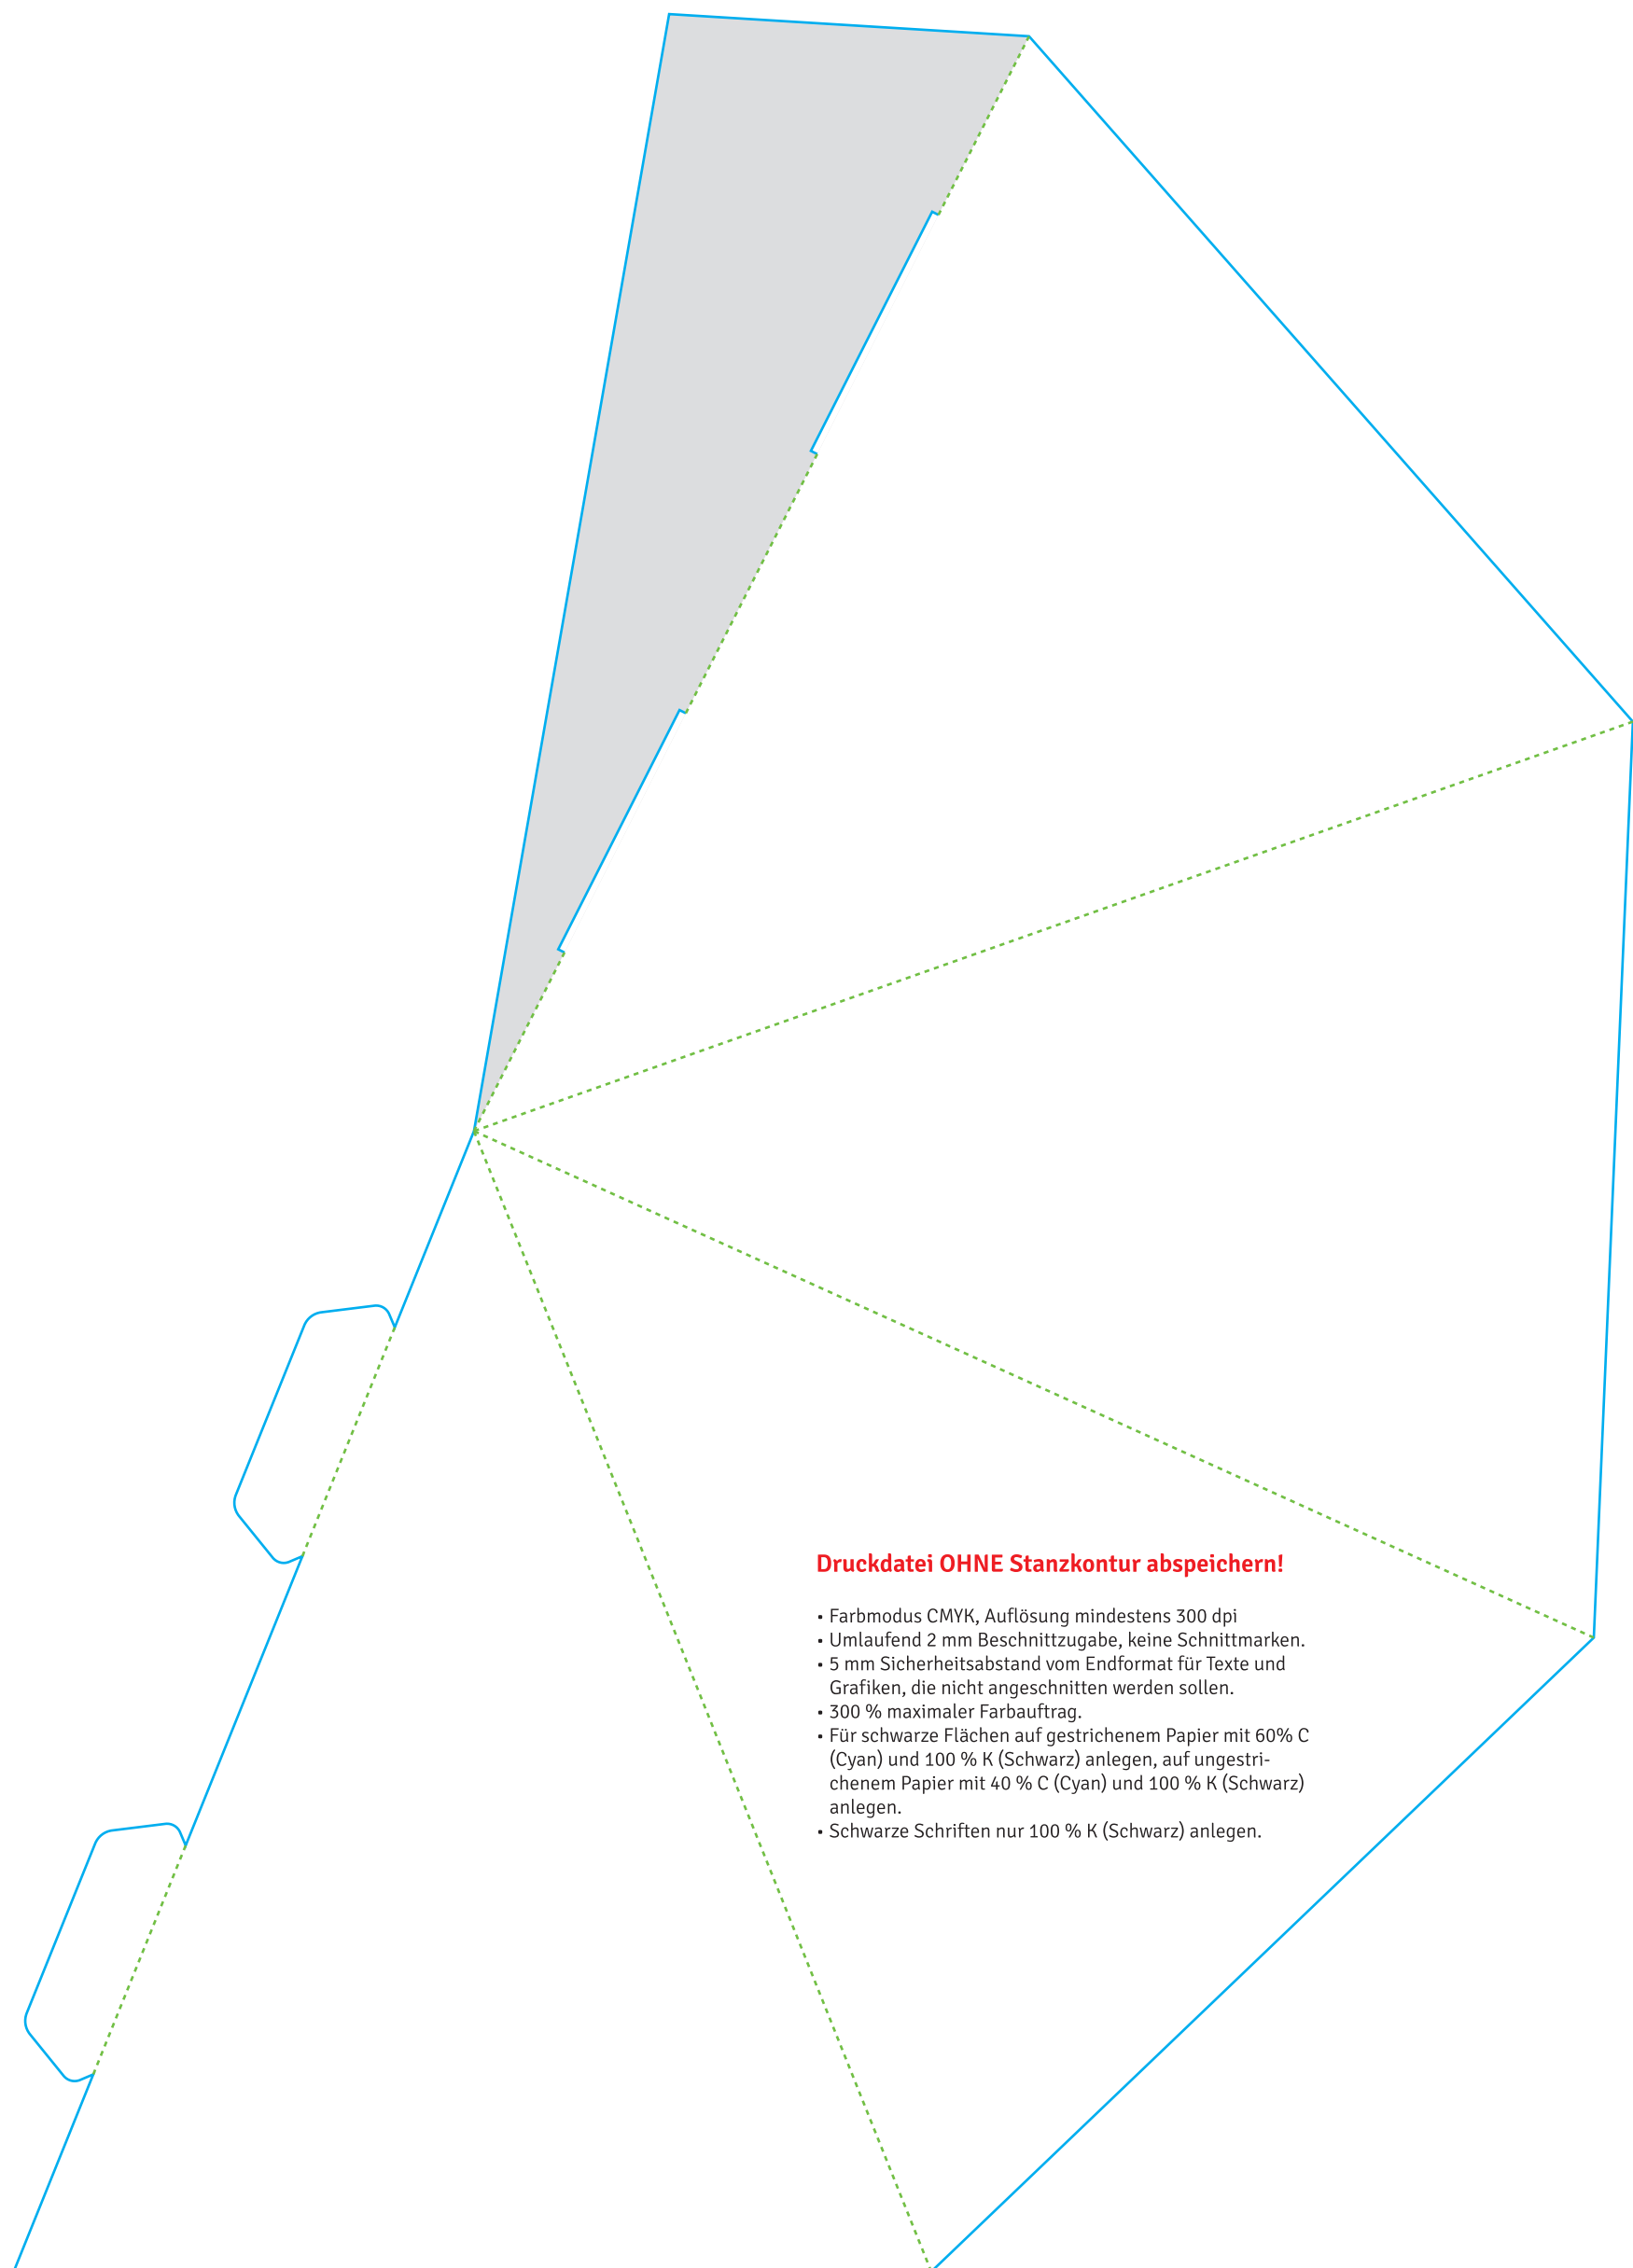 Druckdatei OHNE Stanzkontur abspeichern!
• Farbmodus CMYK, Auflösung mindestens 300 dpi
• Umlaufend 2 mm Beschnittzugabe, keine Schnittmarken.
• 5 mm Sicherheitsabstand vom Endformat für Texte und
Grafiken, die nicht angeschnitten werden sollen.
• 300 % maximaler Farbauftrag.
• Für schwarze Flächen auf gestrichenem Papier mit 60% C
(Cyan) und 100 % K (Schwarz) anlegen, auf ungestri-
chenem Papier mit 40 % C (Cyan) und 100 % K (Schwarz)
anlegen.
• Schwarze Schriften nur 100 % K (Schwarz) anlegen.